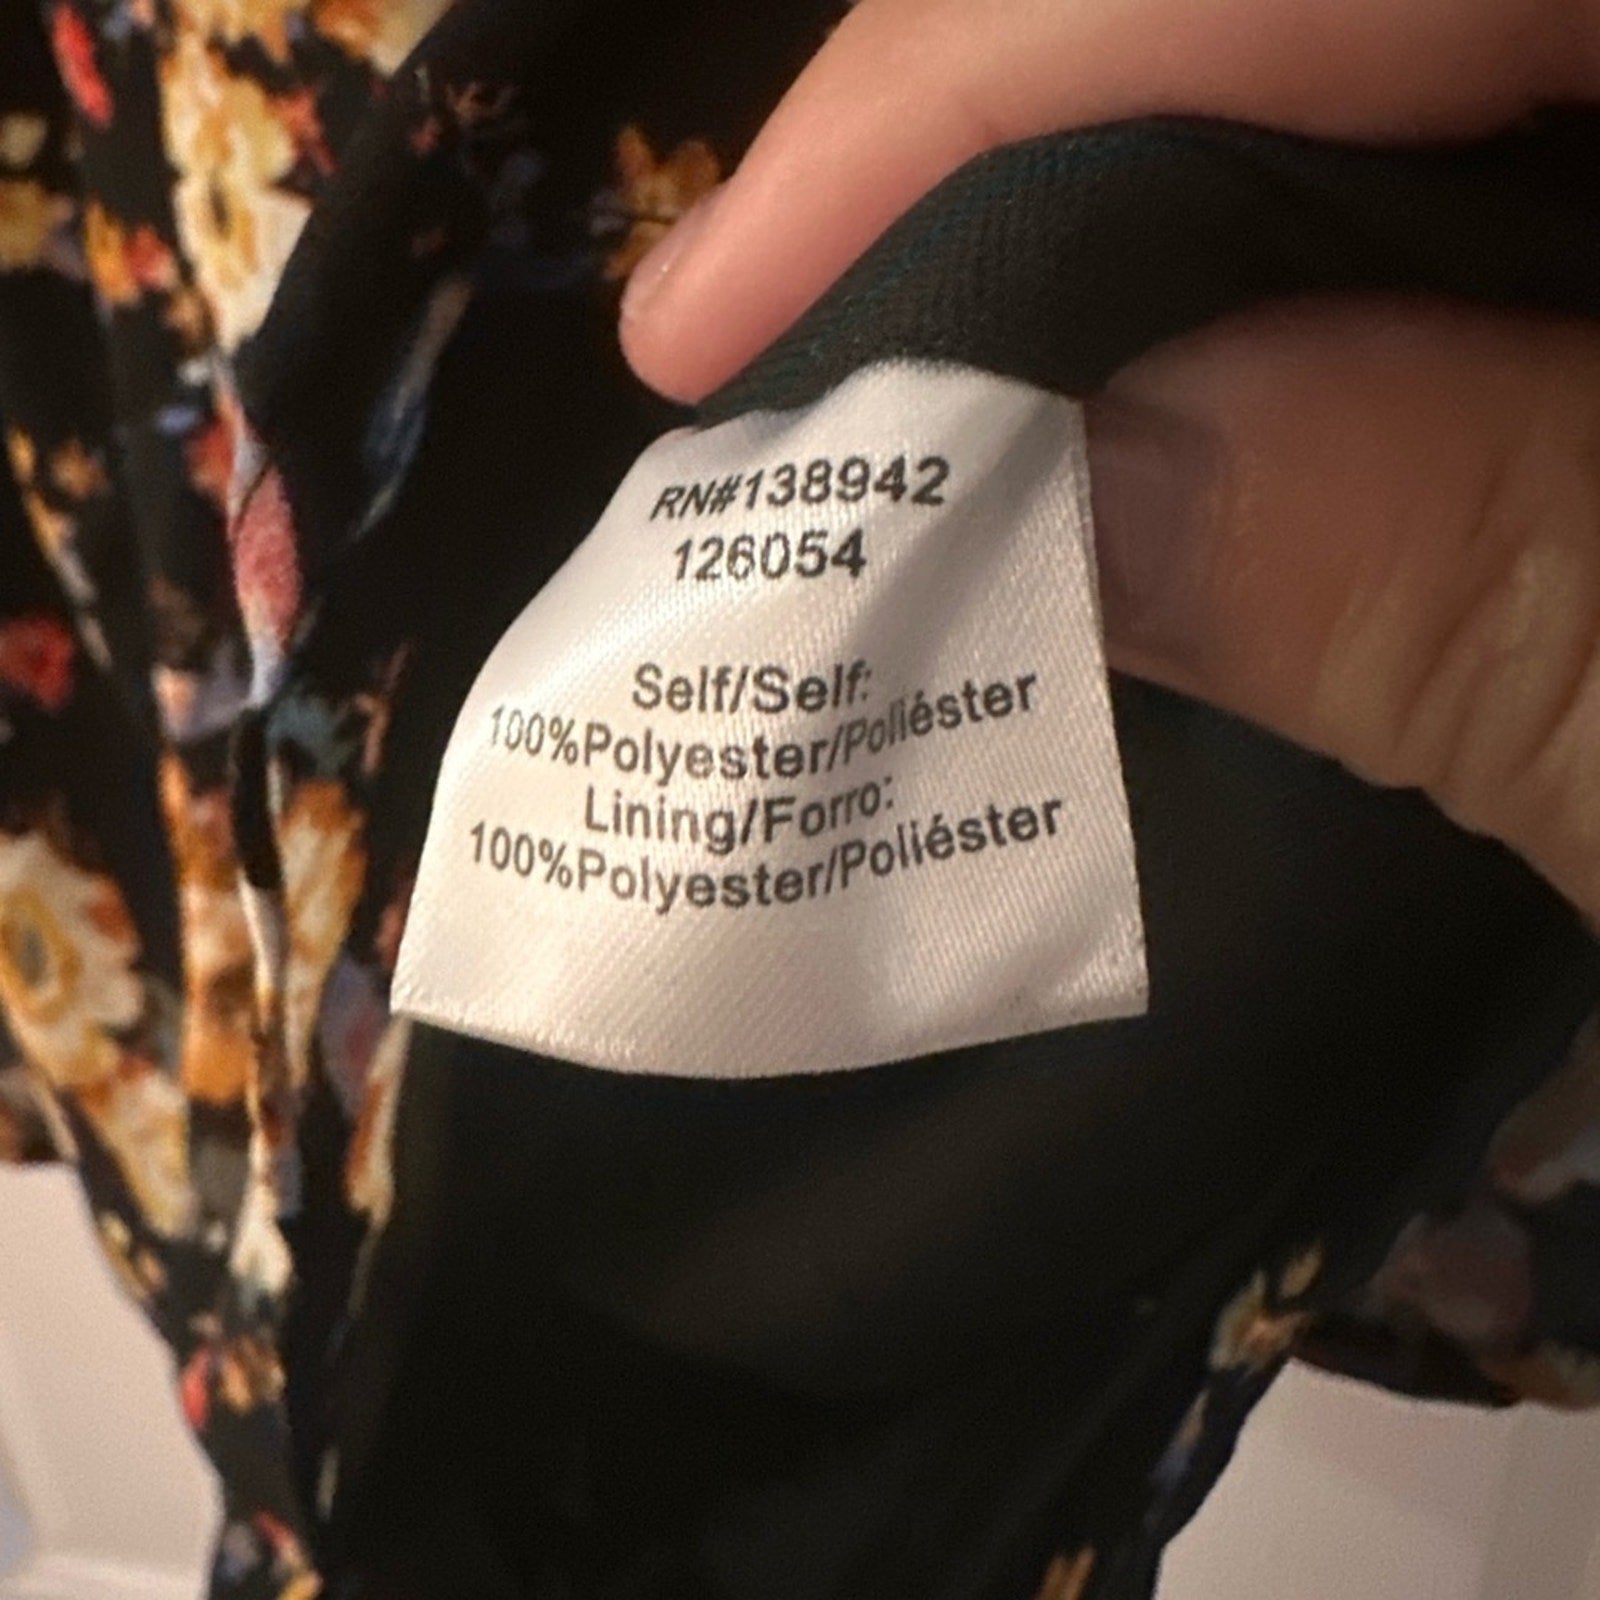 RN#138942
126054
Self/Self:
100%Polyester/Poliéster
Lining/Forro:
100%Polyester/Poliéster